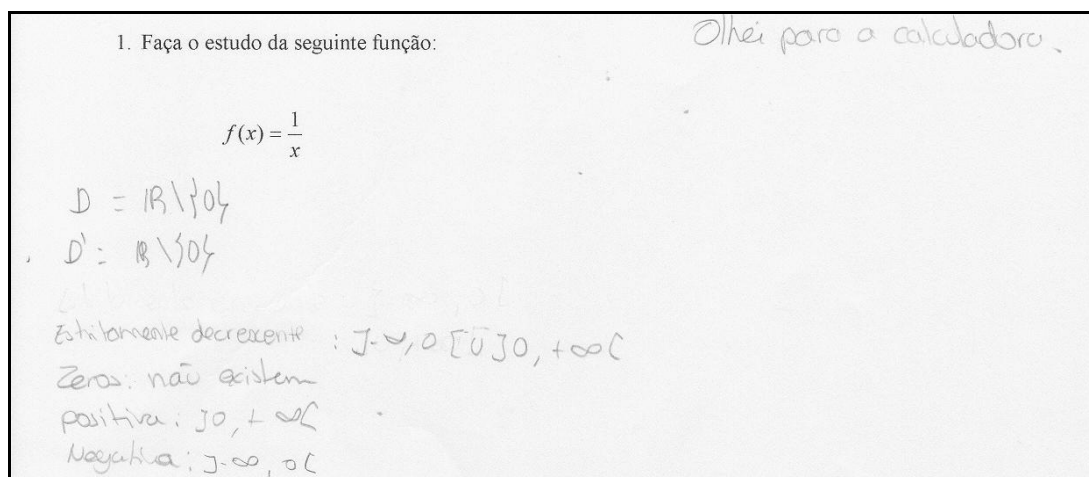 1. Faça o estudo da seguinte função:
Olhei para a calculadora.
f(x) = 1/x
D = ℝ\{0}
D' = ℝ\{0}
Estritamente decrescente : ]-∞,0[ U ]0,+∞[
Zeros: não existem
positiva: ]0,+∞[
Negativa: ]-∞,0[